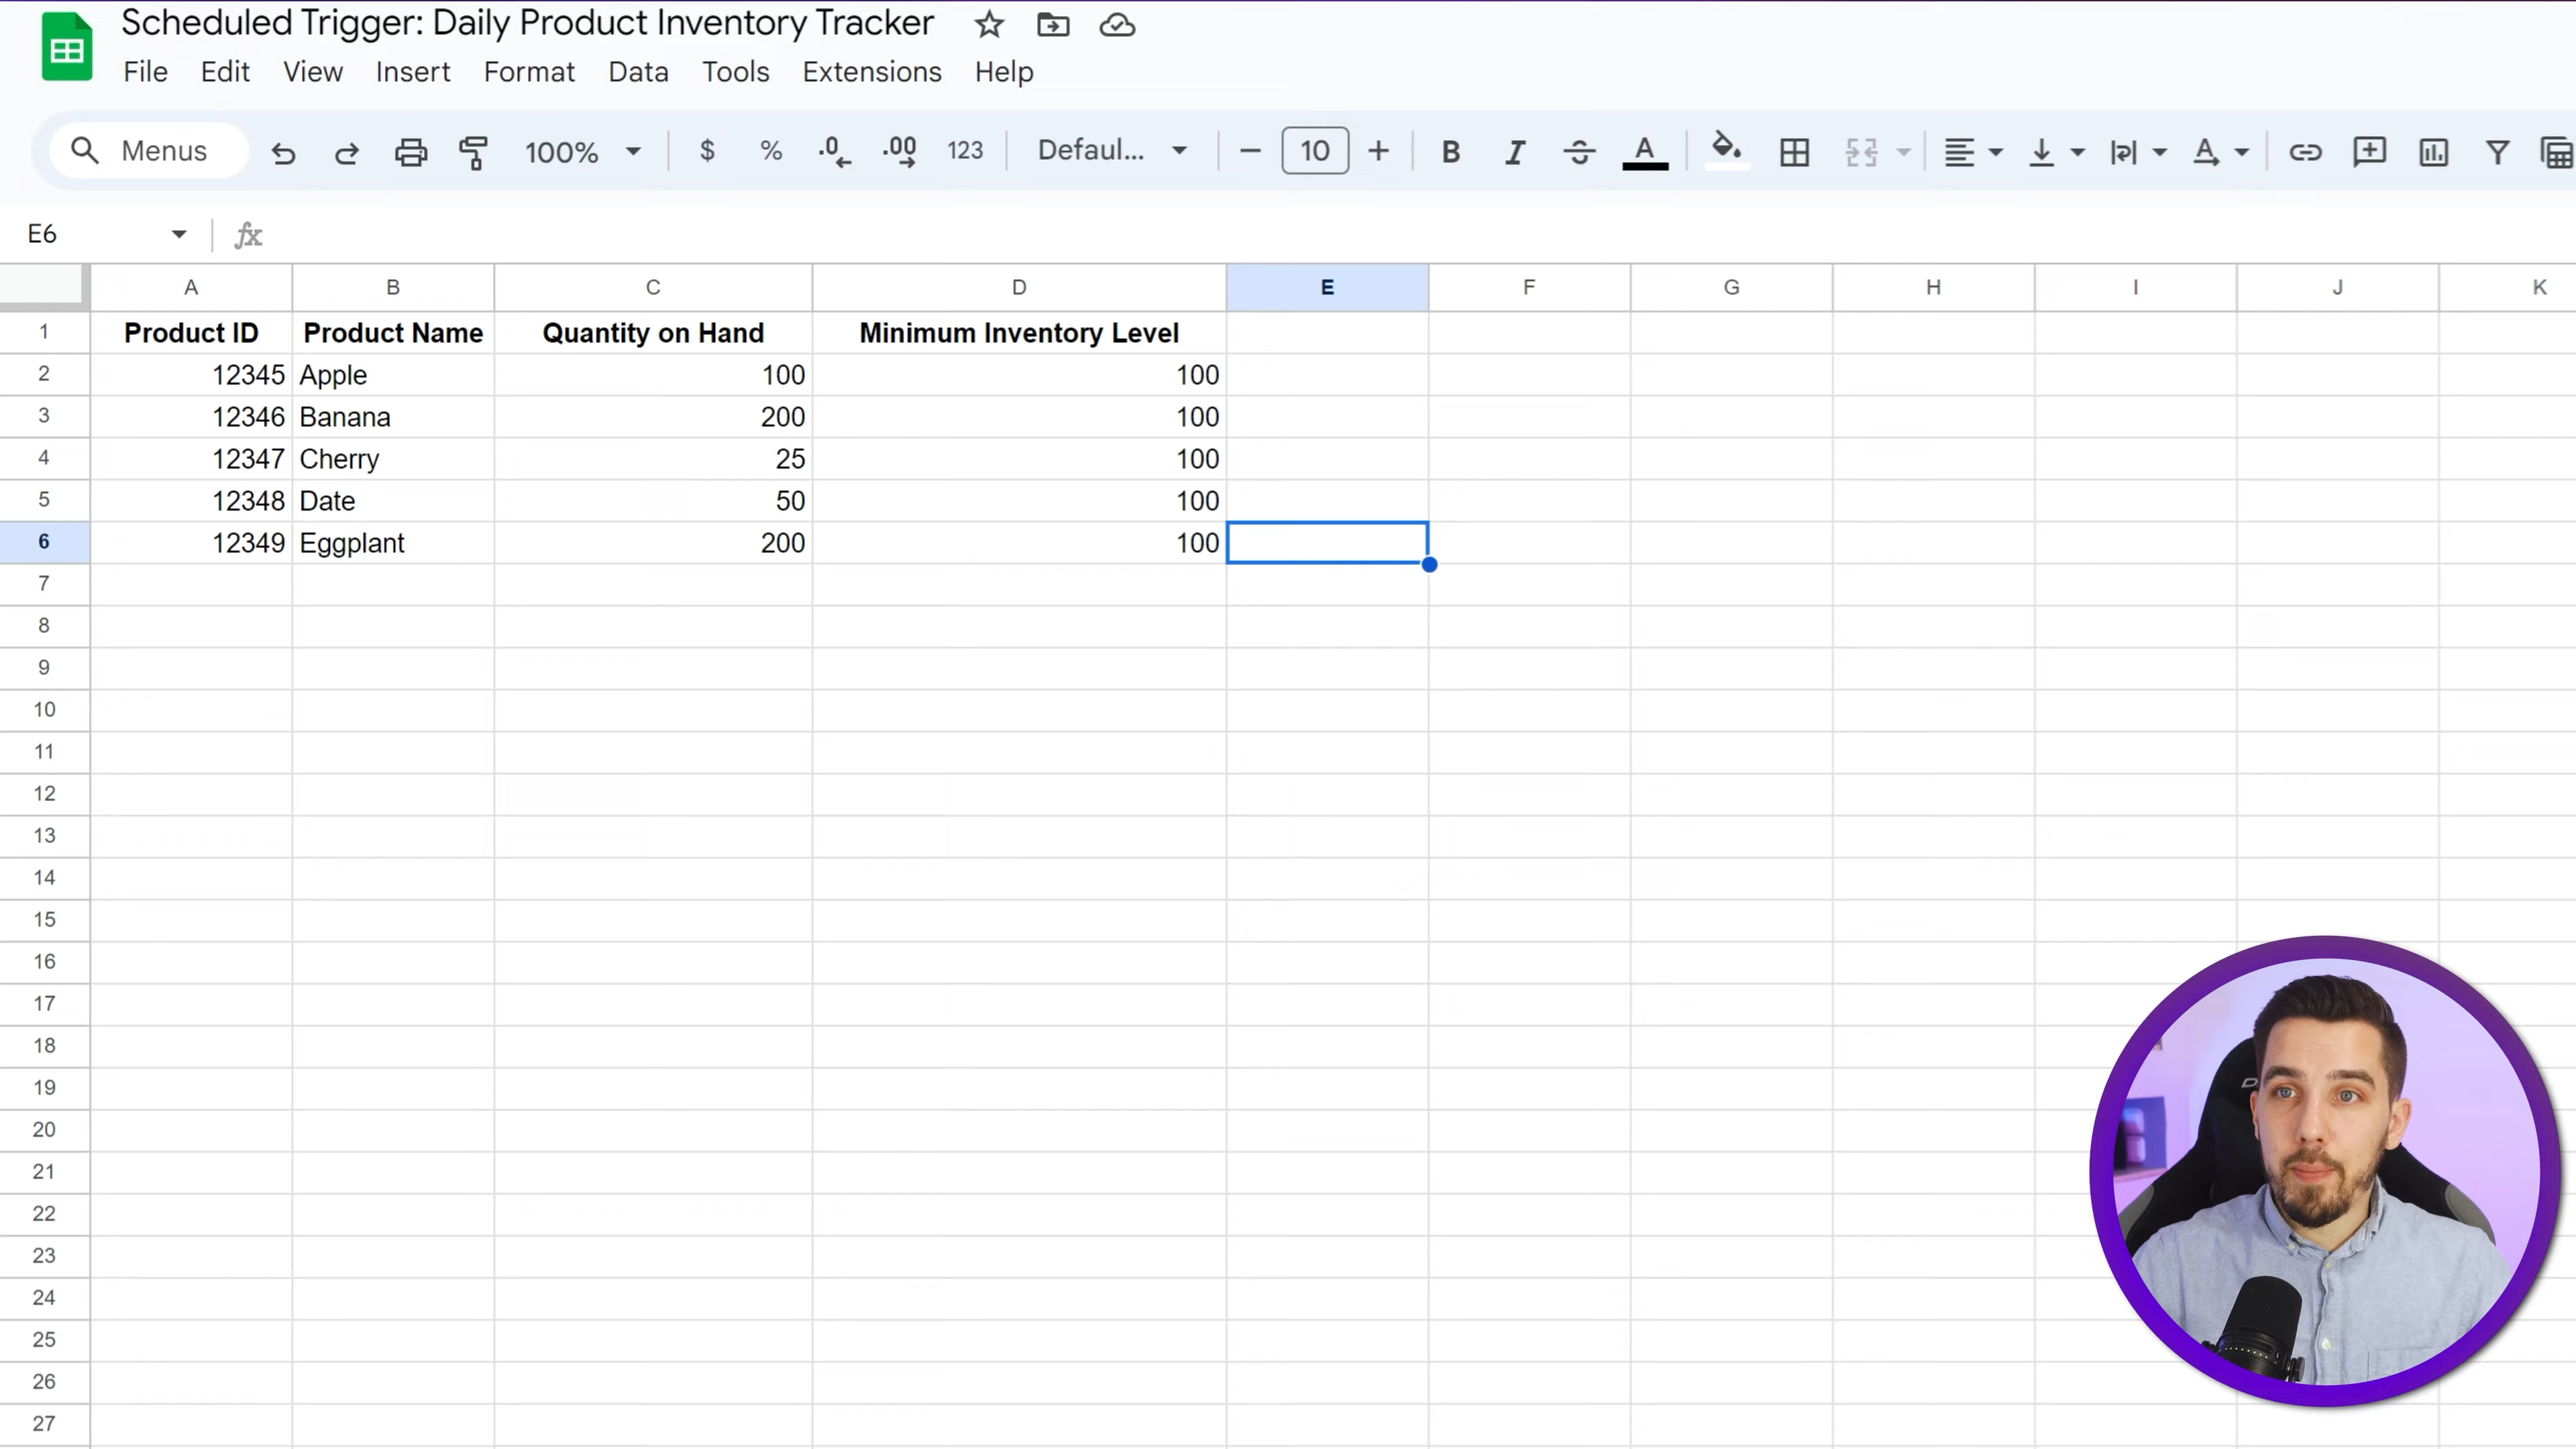 Scheduled Trigger: Daily Product Inventory Tracker
File Edit View Insert Format Data Tools Extensions Help
Menus 100% $ % .0 .00 123 Defaul... 10 B I A A
E6 fx
A B C D E F G H I J K
1 Product ID Product Name Quantity on Hand Minimum Inventory Level
2 12345 Apple 100 100
3 12346 Banana 200 100
4 12347 Cherry 25 100
5 12348 Date 50 100
6 12349 Eggplant 200 100
7
8
9
10
11
12
13
14
15
16
17
18
19
20
21
22
23
24
25
26
27